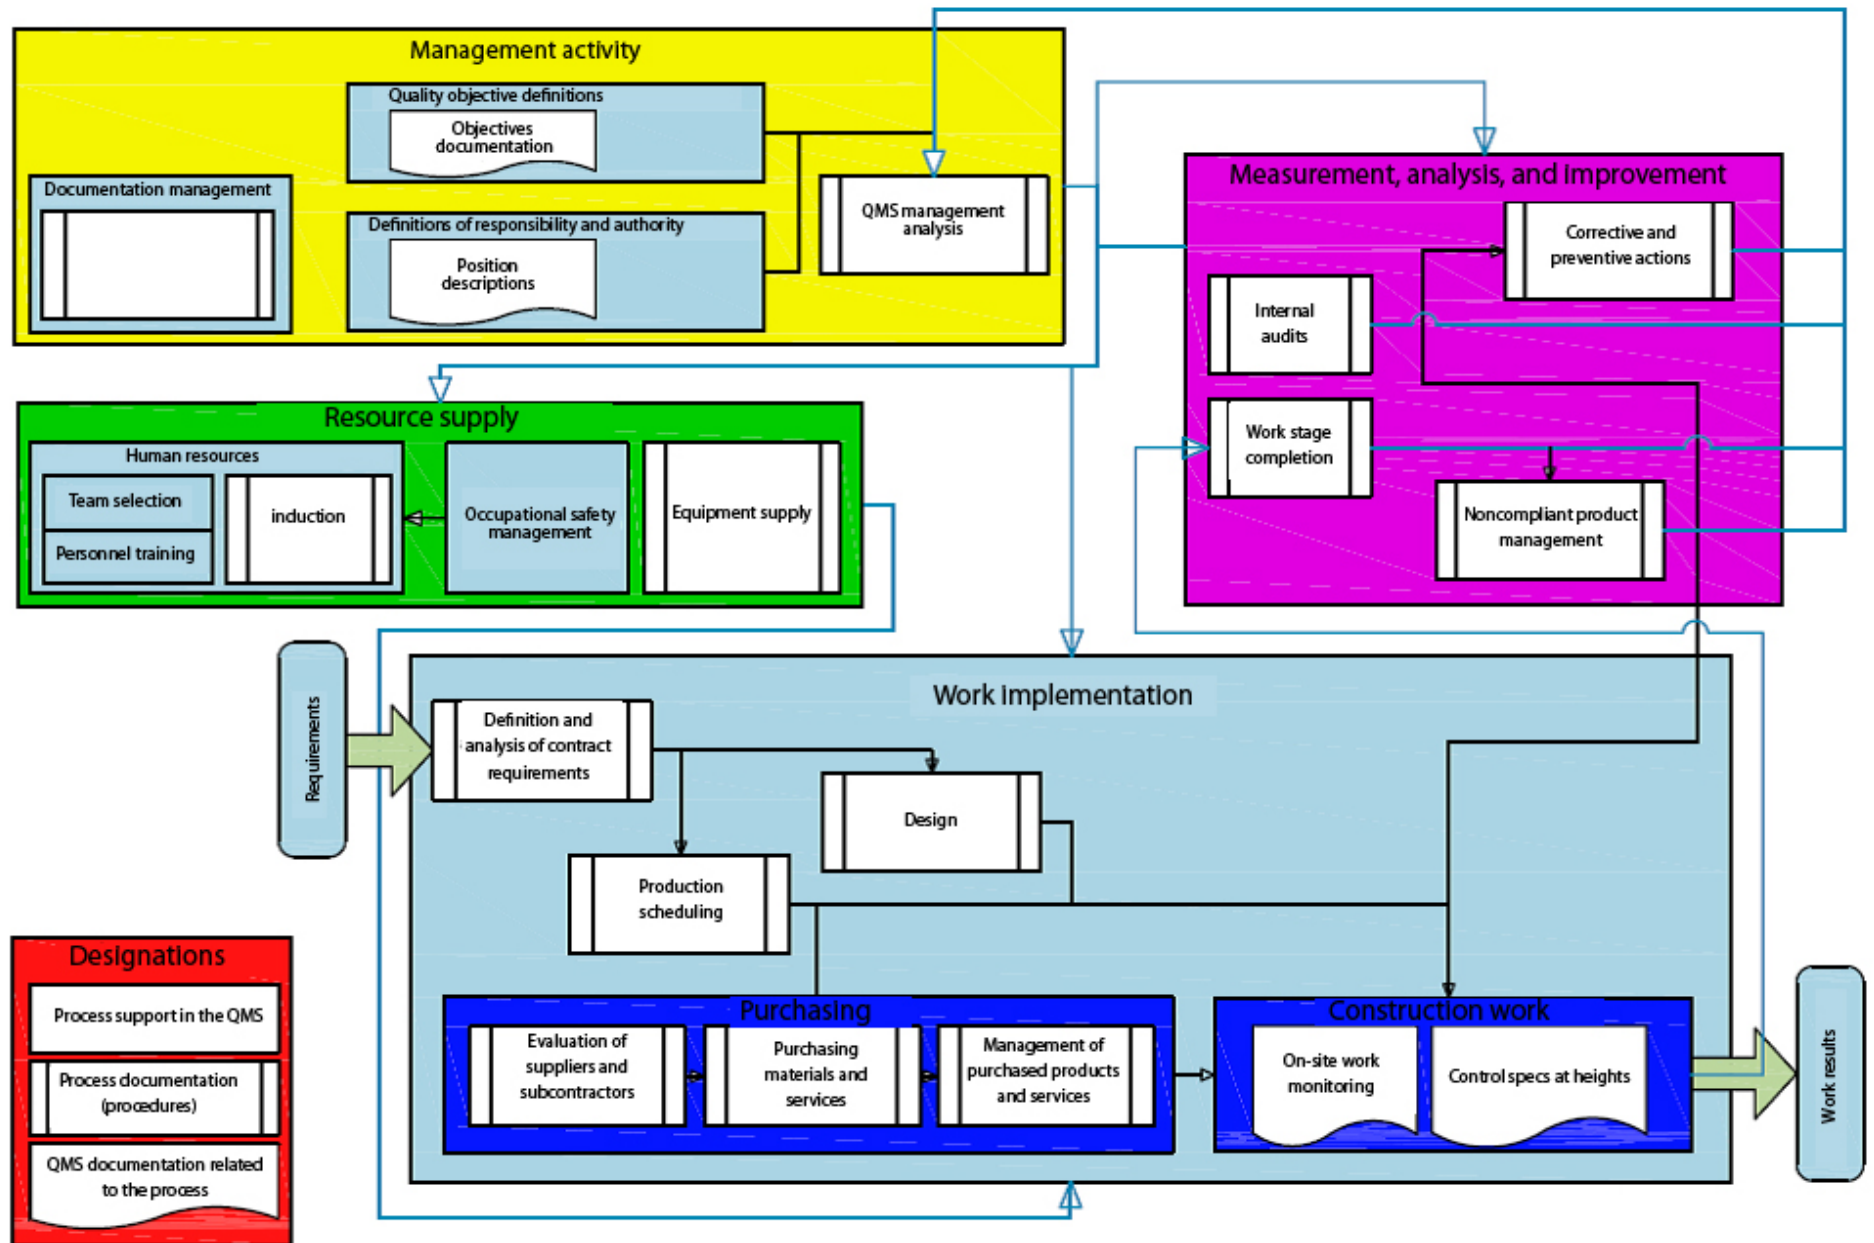 Management activity
Quality objective definitions
Objectives
documentation
Documentation management
Definitions of responsibility and authority
Position
descriptions
QMS management
analysis
Measurement, analysis, and improvement
Corrective and
preventive actions
Internal
audits
Work stage
completion
Noncompliant product
management
Resource supply
Human resources
Team selection
Personnel training
induction
Occupational safety
management
Equipment supply
Requirements
Work implementation
Definition and
analysis of contract
requirements
Design
Production
scheduling
Purchasing
Evaluation of
suppliers and
subcontractors
Purchasing
materials and
services
Management of
purchased products
and services
Construction work
On-site work
monitoring
Control specs at heights
Work results
Designations
Process support in the QMS
Process documentation
(procedures)
QMS documentation related
to the process